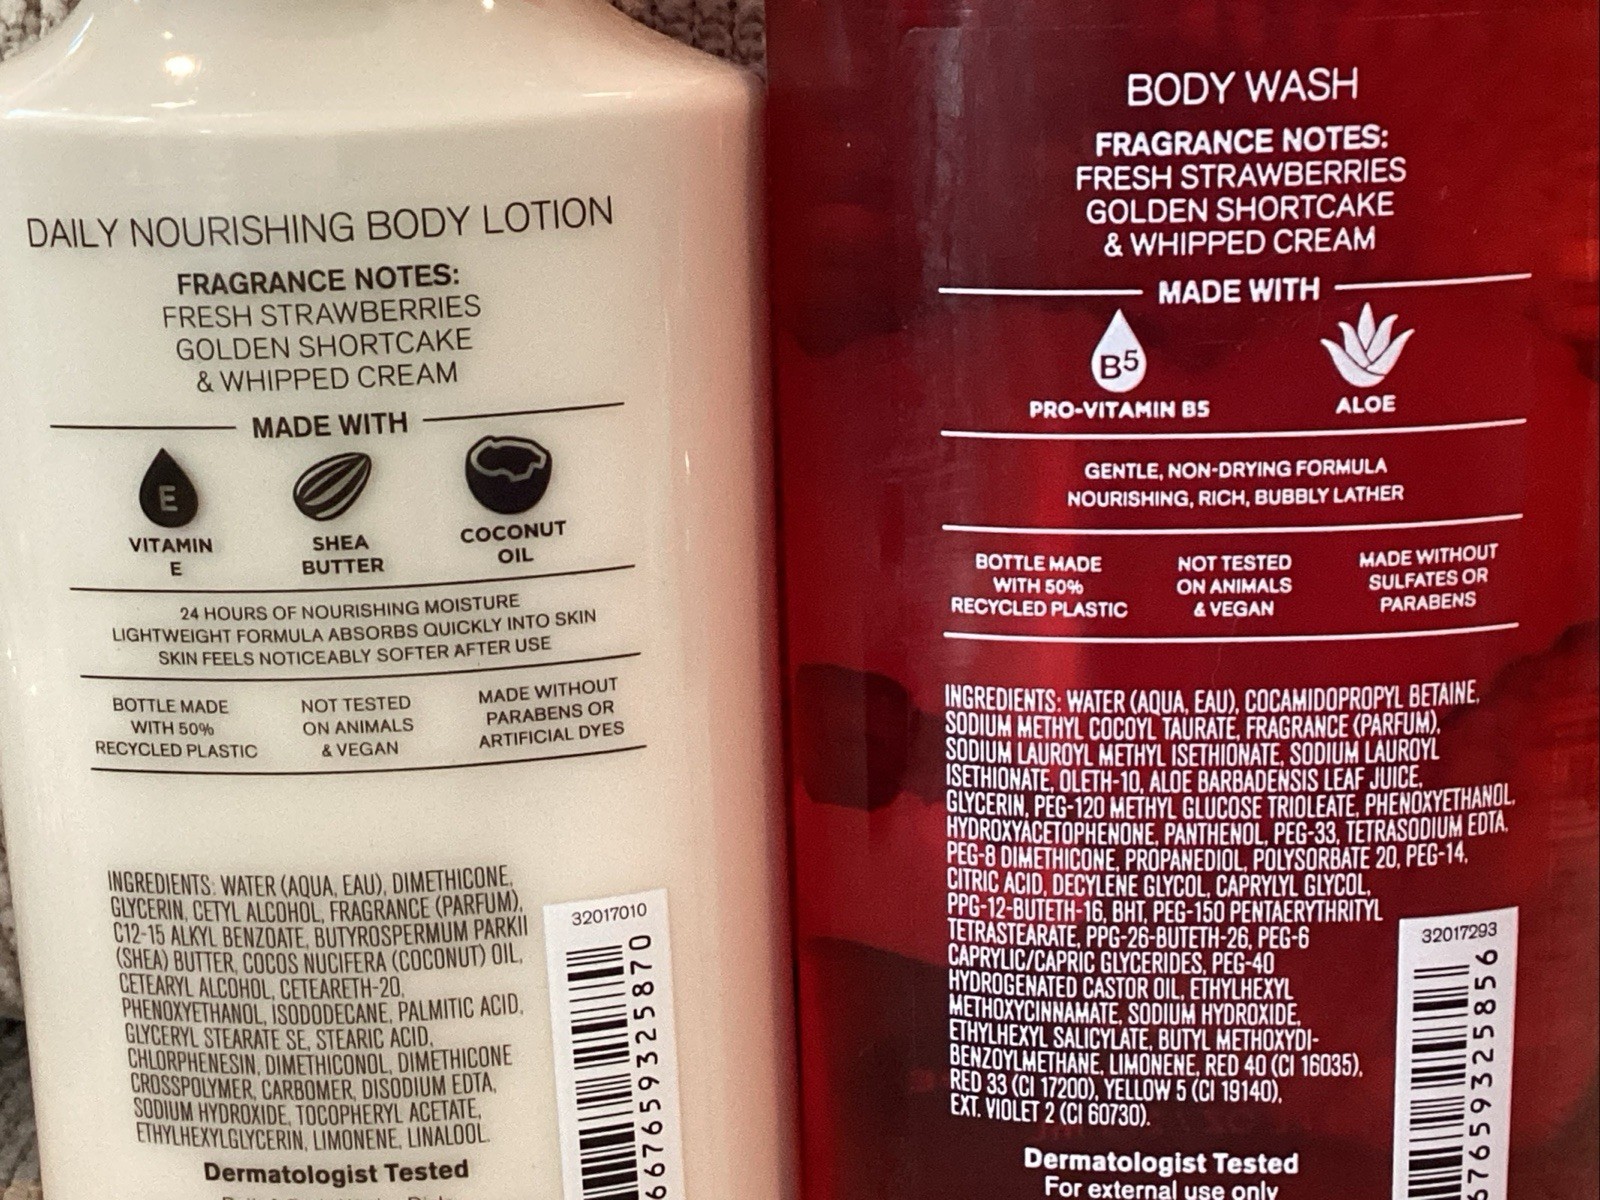 DAILY NOURISHING BODY LOTION
FRAGRANCE NOTES:
FRESH STRAWBERRIES
GOLDEN SHORTCAKE
& WHIPPED CREAM
MADE WITH
E
VITAMIN
E
SHEA
BUTTER
COCONUT
OIL
24 HOURS OF NOURISHING MOISTURE
LIGHTWEIGHT FORMULA ABSORBS QUICKLY INTO SKIN
SKIN FEELS NOTICEABLY SOFTER AFTER USE
BOTTLE MADE
WITH 50%
RECYCLED PLASTIC
NOT TESTED
ON ANIMALS
& VEGAN
MADE WITHOUT
PARABENS OR
ARTIFICIAL DYES
INGREDIENTS: WATER (AQUA, EAU), DIMETHICONE,
GLYCERIN, CETYL ALCOHOL, FRAGRANCE (PARFUM),
C12-15 ALKYL BENZOATE, BUTYROSPERMUM PARKII
(SHEA) BUTTER, COCOS NUCIFERA (COCONUT) OIL,
CETEARYL ALCOHOL, CETEARETH-20,
PHENOXYETHANOL, ISODODECANE, PALMITIC ACID,
GLYCERYL STEARATE SE, STEARIC ACID,
CHLORPHENESIN, DIMETHICONOL, DIMETHICONE
CROSSPOLYMER, CARBOMER, DISODIUM EDTA,
SODIUM HYDROXIDE, TOCOPHERYL ACETATE,
ETHYLHEXYLGLYCERIN, LIMONENE, LINALOOL.
Dermatologist Tested
32017010
667659325870
BODY WASH
FRAGRANCE NOTES:
FRESH STRAWBERRIES
GOLDEN SHORTCAKE
& WHIPPED CREAM
MADE WITH
B5
PRO-VITAMIN B5
ALOE
GENTLE, NON-DRYING FORMULA
NOURISHING, RICH, BUBBLY LATHER
BOTTLE MADE
WITH 50%
RECYCLED PLASTIC
NOT TESTED
ON ANIMALS
& VEGAN
MADE WITHOUT
SULFATES OR
PARABENS
INGREDIENTS: WATER (AQUA, EAU), COCAMIDOPROPYL BETAINE,
SODIUM METHYL COCOYL TAURATE, FRAGRANCE (PARFUM),
SODIUM LAUROYL METHYL ISETHIONATE, SODIUM LAUROYL
ISETHIONATE, OLETH-10, ALOE BARBADENSIS LEAF JUICE,
GLYCERIN, PEG-120 METHYL GLUCOSE TRIOLEATE, PHENOXYETHANOL,
HYDROXYACETOPHENONE, PANTHENOL, PEG-33, TETRASODIUM EDTA,
PEG-8 DIMETHICONE, PROPANEDIOL, POLYSORBATE 20, PEG-14,
CITRIC ACID, DECYLENE GLYCOL, CAPRYLYL GLYCOL,
PPG-12-BUTETH-16, BHT, PEG-150 PENTAERYTHRITYL
TETRASTEARATE, PPG-26-BUTETH-26, PEG-6
CAPRYLIC/CAPRIC GLYCERIDES, PEG-40
HYDROGENATED CASTOR OIL, ETHYLHEXYL
METHOXYCINNAMATE, SODIUM HYDROXIDE,
ETHYLHEXYL SALICYLATE, BUTYL METHOXYDI-
BENZOYLMETHANE, LIMONENE, RED 40 (CI 16035),
RED 33 (CI 17200), YELLOW 5 (CI 19140),
EXT. VIOLET 2 (CI 60730).
Dermatologist Tested
For external use only
32017293
67659325856